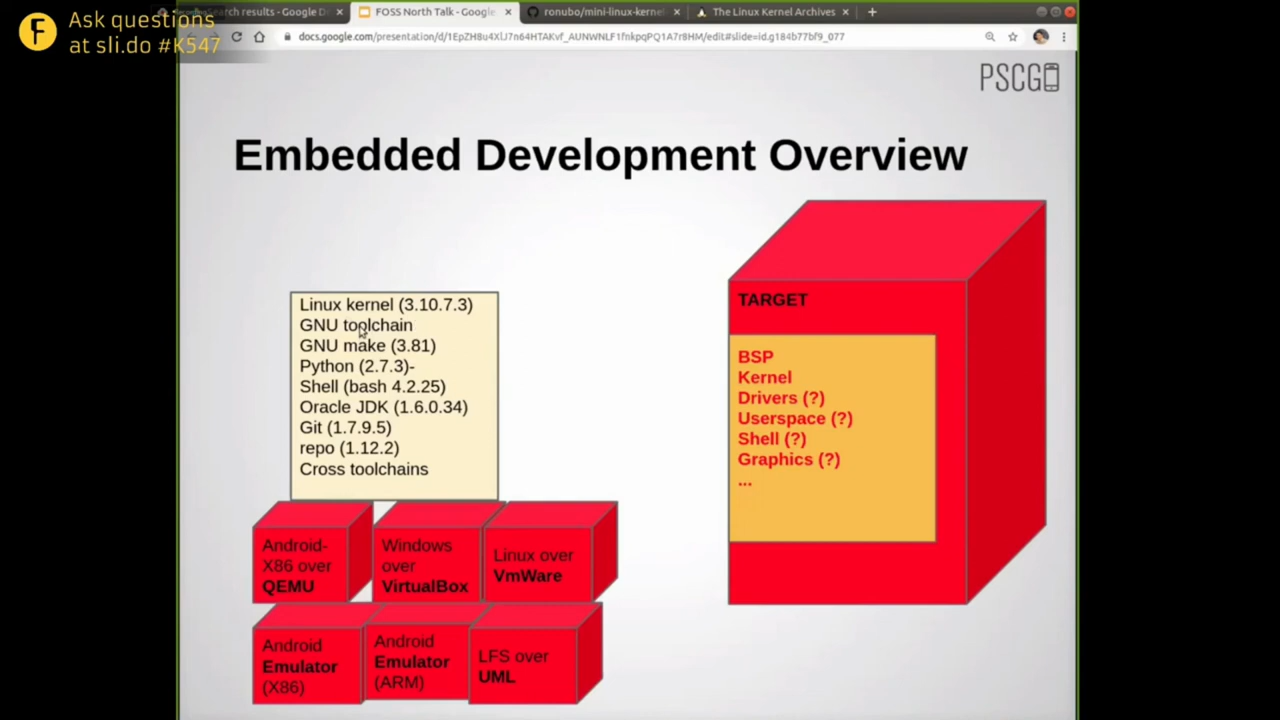 F
Ask questions
at sli.do #K547
Search results - Google D
FOSS North Talk - Google
ronubo/mini-linux-kernel
The Linux Kernel Archives
PSCG
Embedded Development Overview
Linux kernel (3.10.7.3)
GNU toolchain
GNU make (3.81)
Python (2.7.3)-
Shell (bash 4.2.25)
Oracle JDK (1.6.0.34)
Git (1.7.9.5)
repo (1.12.2)
Cross toolchains
TARGET
BSP
Kernel
Drivers (?)
Userspace (?)
Shell (?)
Graphics (?)
...
Android-
X86 over
QEMU
Windows
over
VirtualBox
Linux over
VmWare
Android
Emulator
(X86)
Android
Emulator
(ARM)
LFS over
UML